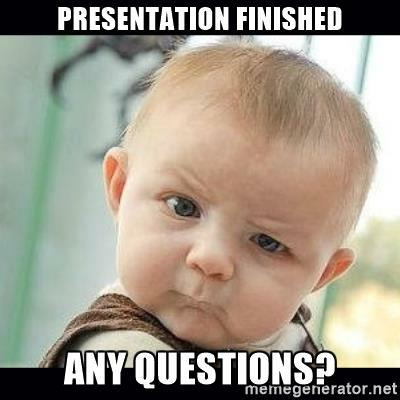 PRESENTATION FINISHED
ANY QUESTIONS?
memegenerator.net